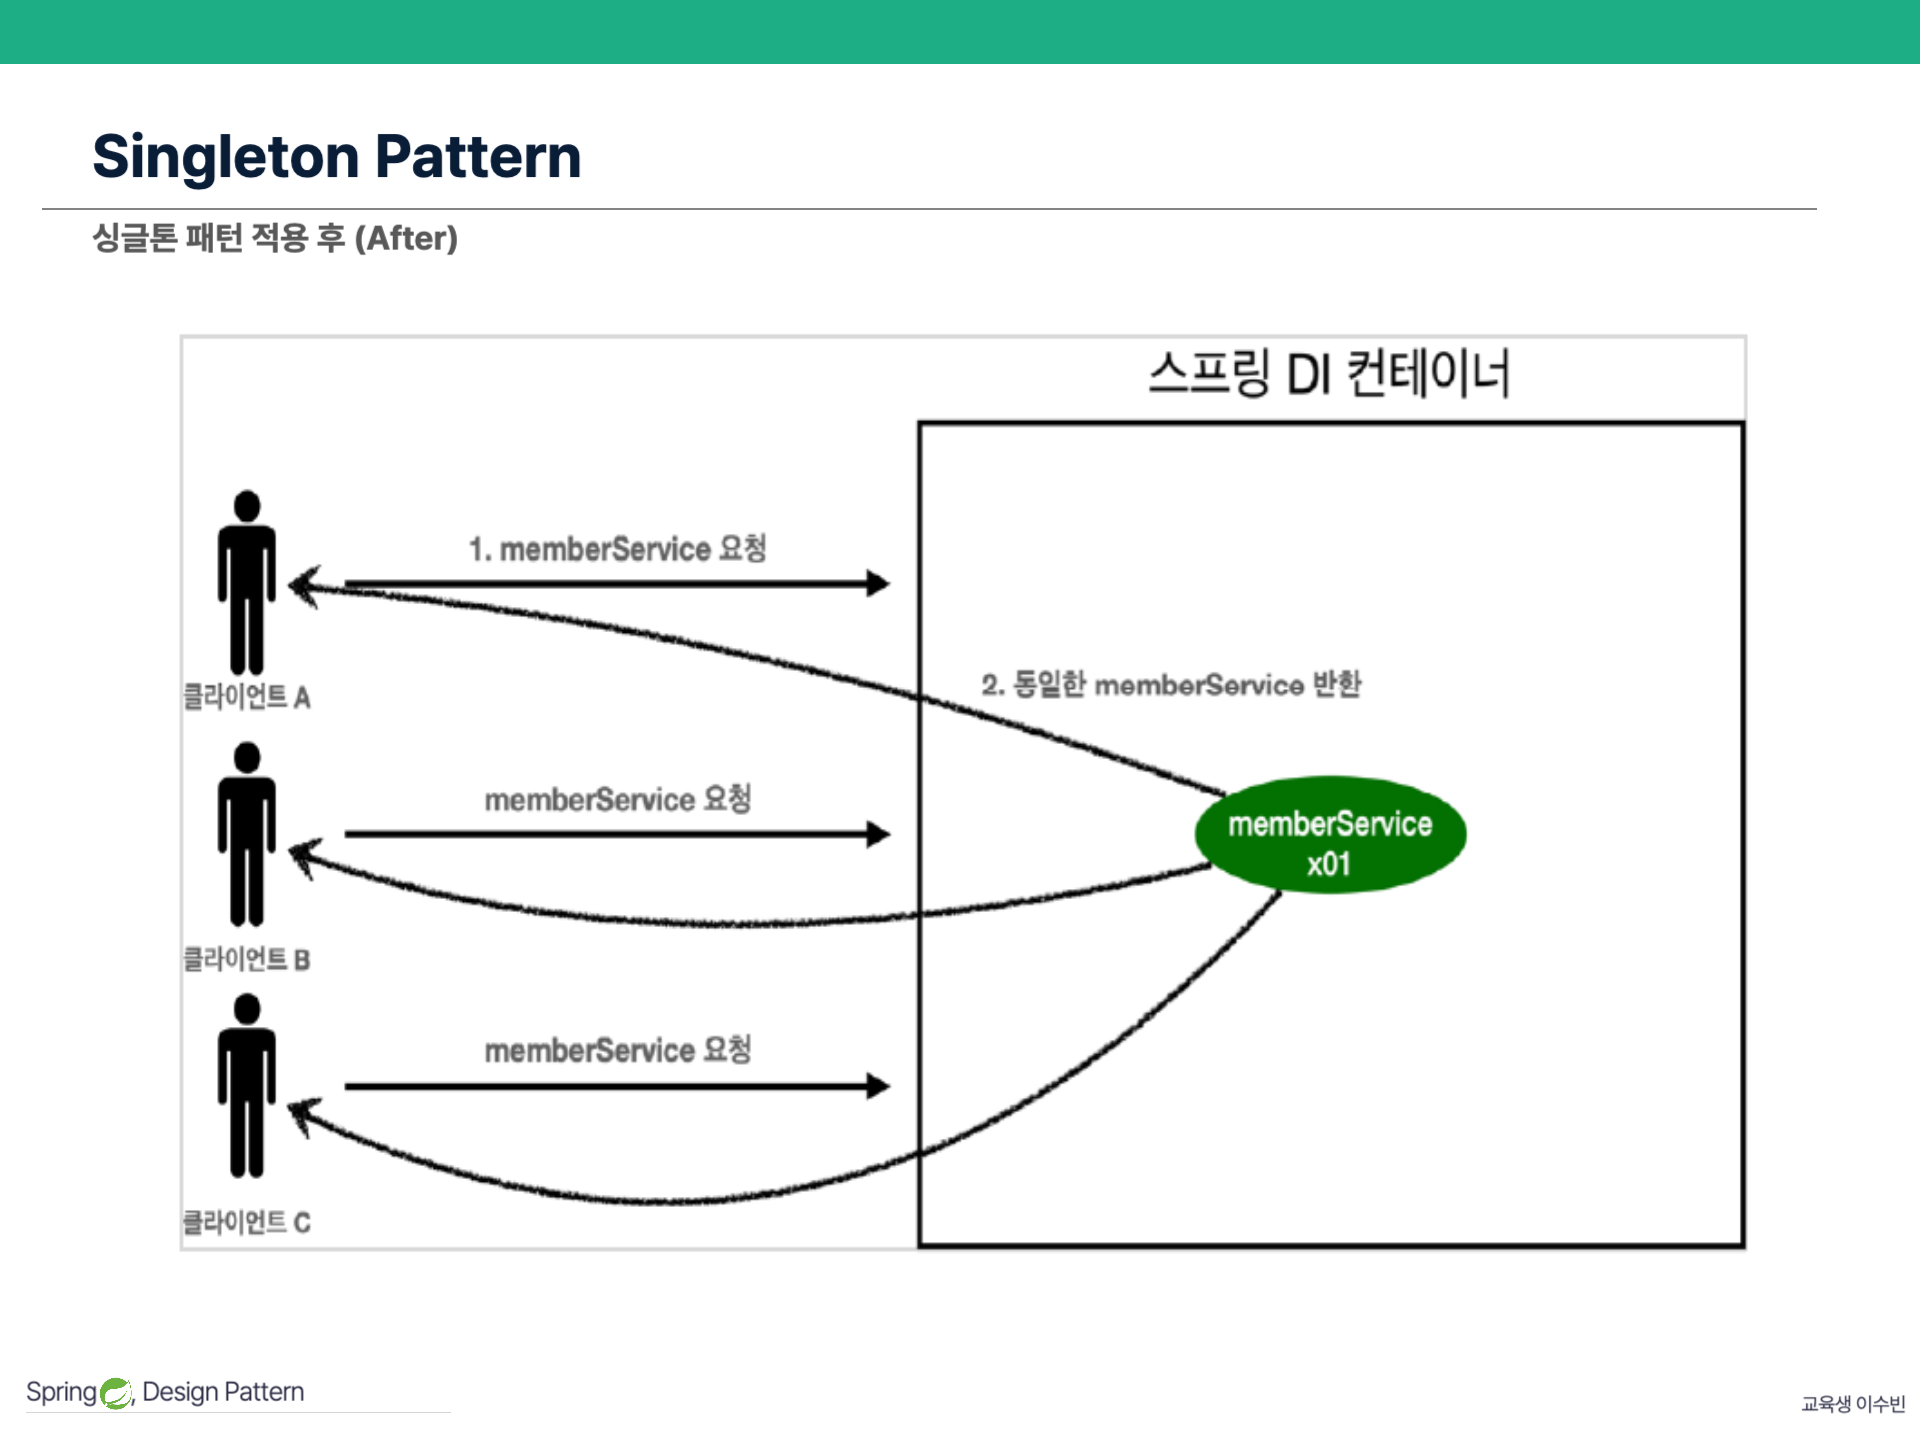 Singleton Pattern
싱글톤 패턴 적용 후 (After)
스프링 DI 컨테이너
1. memberService 요청
클라이언트 A
2. 동일한 memberService 반환
memberService 요청
memberService
x01
클라이언트 B
memberService 요청
클라이언트 C
Spring , Design Pattern
교육생 이수빈